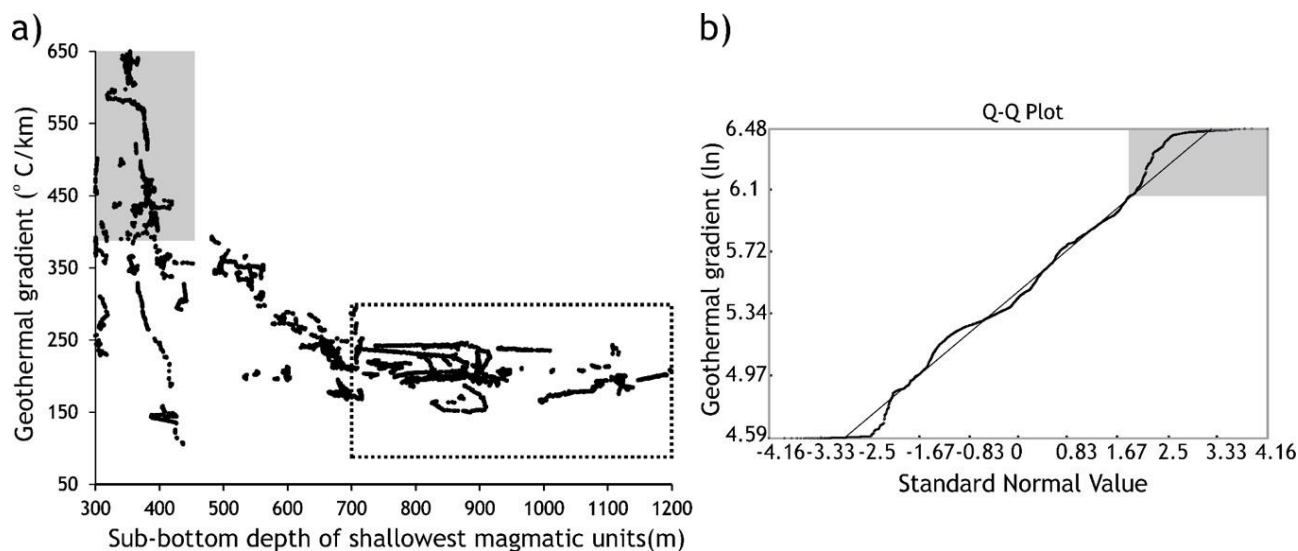 a)
Geothermal gradient (° C/km)
650
550
450
350
250
150
50
300 400 500 600 700 800 900 1000 1100 1200
Sub-bottom depth of shallowest magmatic units(m)
b)
Q-Q Plot
Geothermal gradient (ln)
6.48
6.1
5.72
5.34
4.97
4.59
-4.16 -3.33 -2.5 -1.67 -0.83 0 0.83 1.67 2.5 3.33 4.16
Standard Normal Value